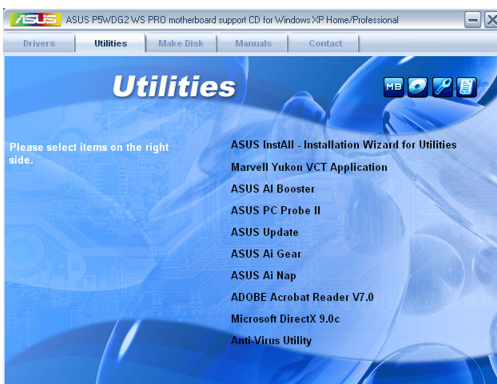 ASUS ASUS P5WDG2 WS PRO motherboard support CD for Windows XP Home/Professional
Drivers Utilities Make Disk Manuals Contact
Utilities
MB
Please select items on the right
side.
ASUS InstAll - Installation Wizard for Utilities
Marvell Yukon VCT Application
ASUS AI Booster
ASUS PC Probe II
ASUS Update
ASUS Ai Gear
ASUS Ai Nap
ADOBE Acrobat Reader V7.0
Microsoft DirectX 9.0c
Anti-Virus Utility